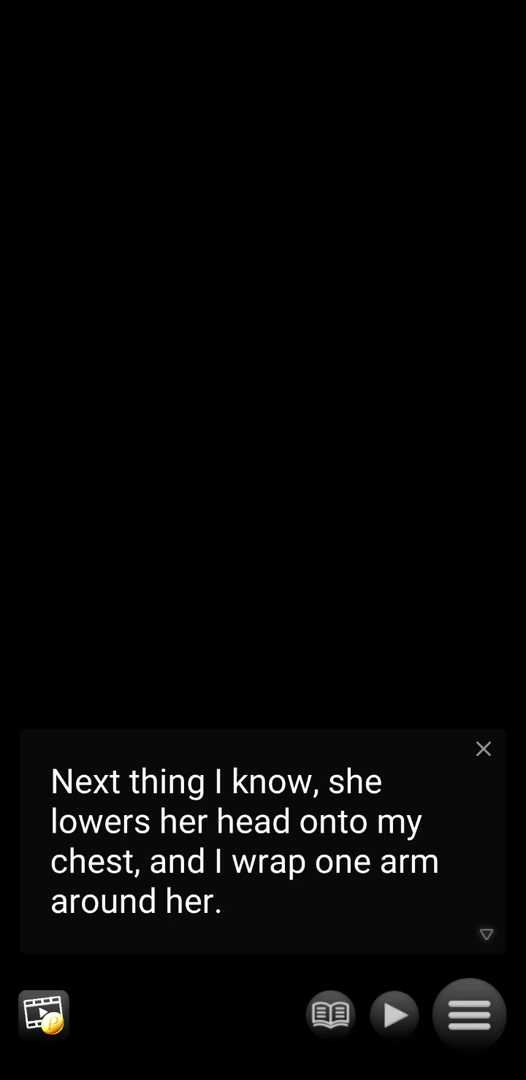 Next thing I know, she
lowers her head onto my
chest, and I wrap one arm
around her.